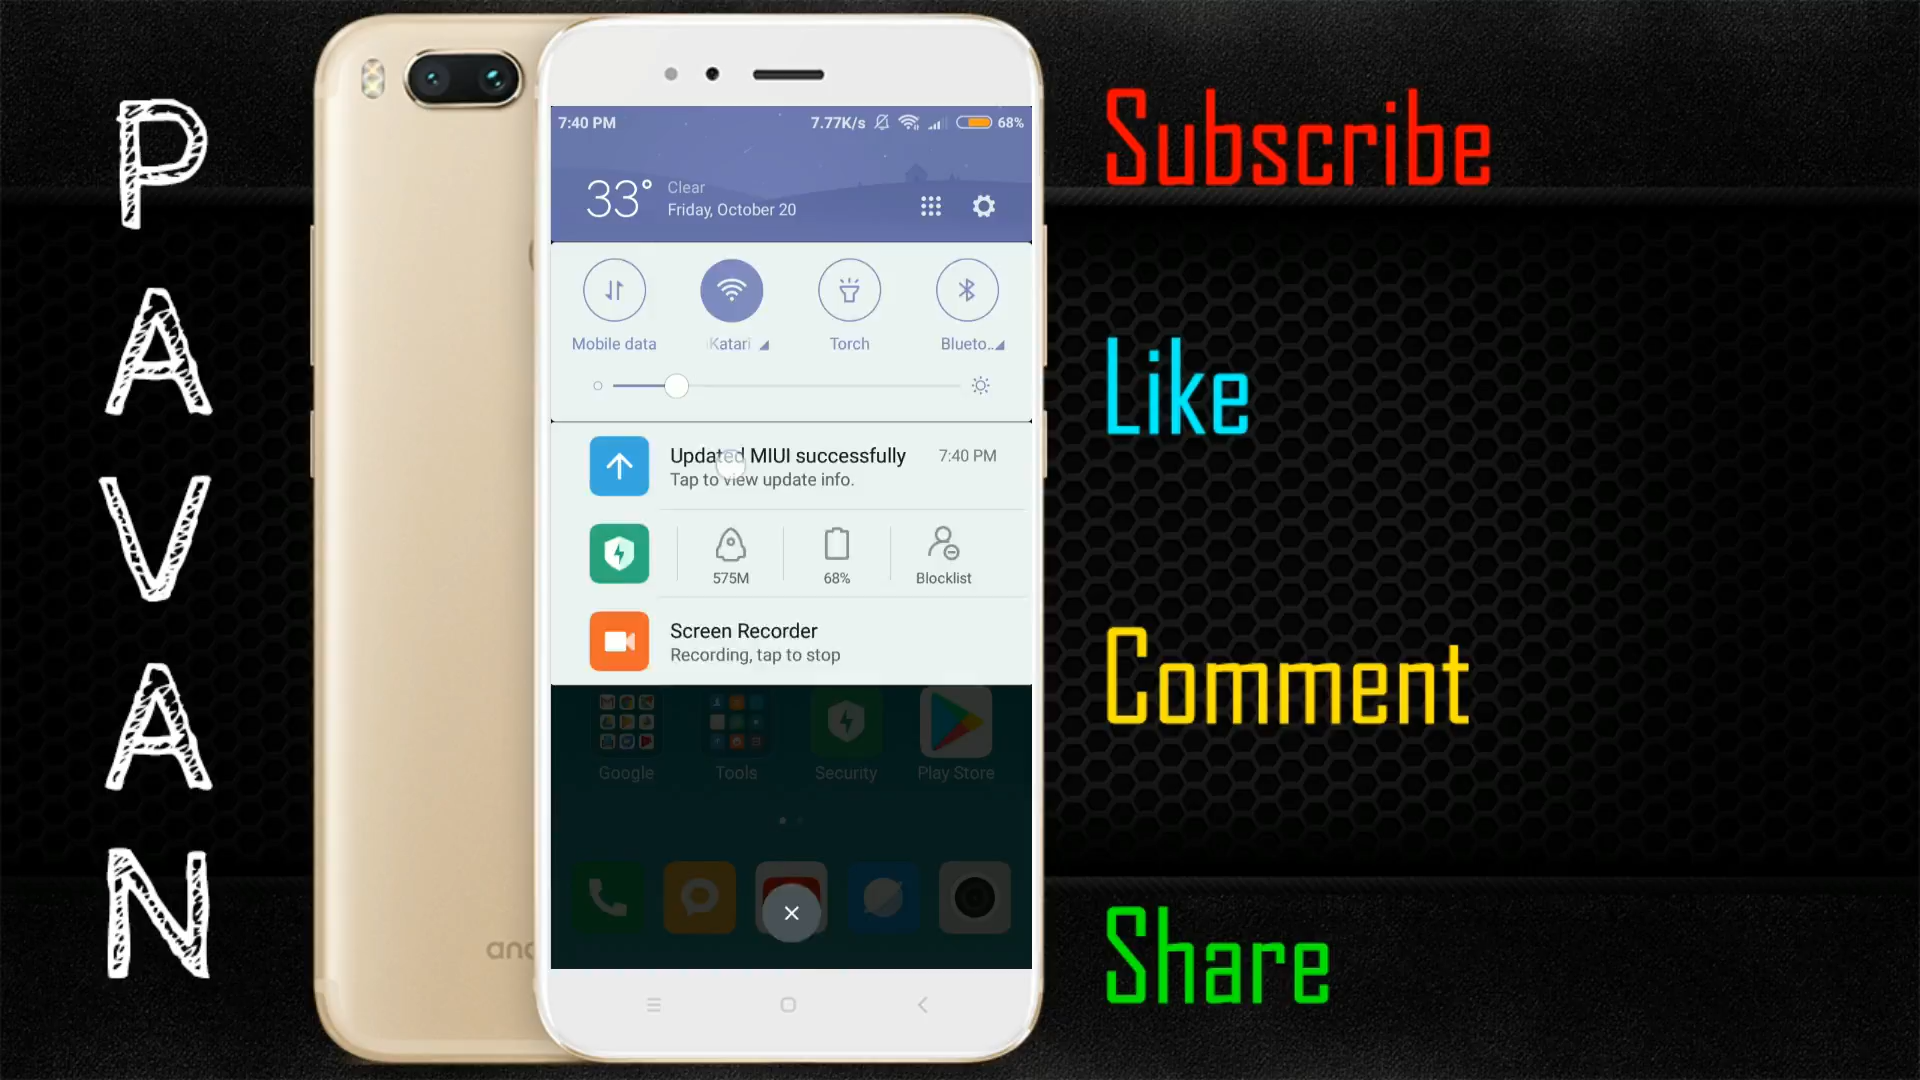 PAVAN
7:40 PM
7.77K/s
68%
33°
Clear
Friday, October 20
Mobile data
Katari
Torch
Blueto..
Updated MIUI successfully
7:40 PM
Tap to view update info.
575M
68%
Blocklist
Screen Recorder
Recording, tap to stop
Google
Tools
Security
Play Store
and
Subscribe
Like
Comment
Share